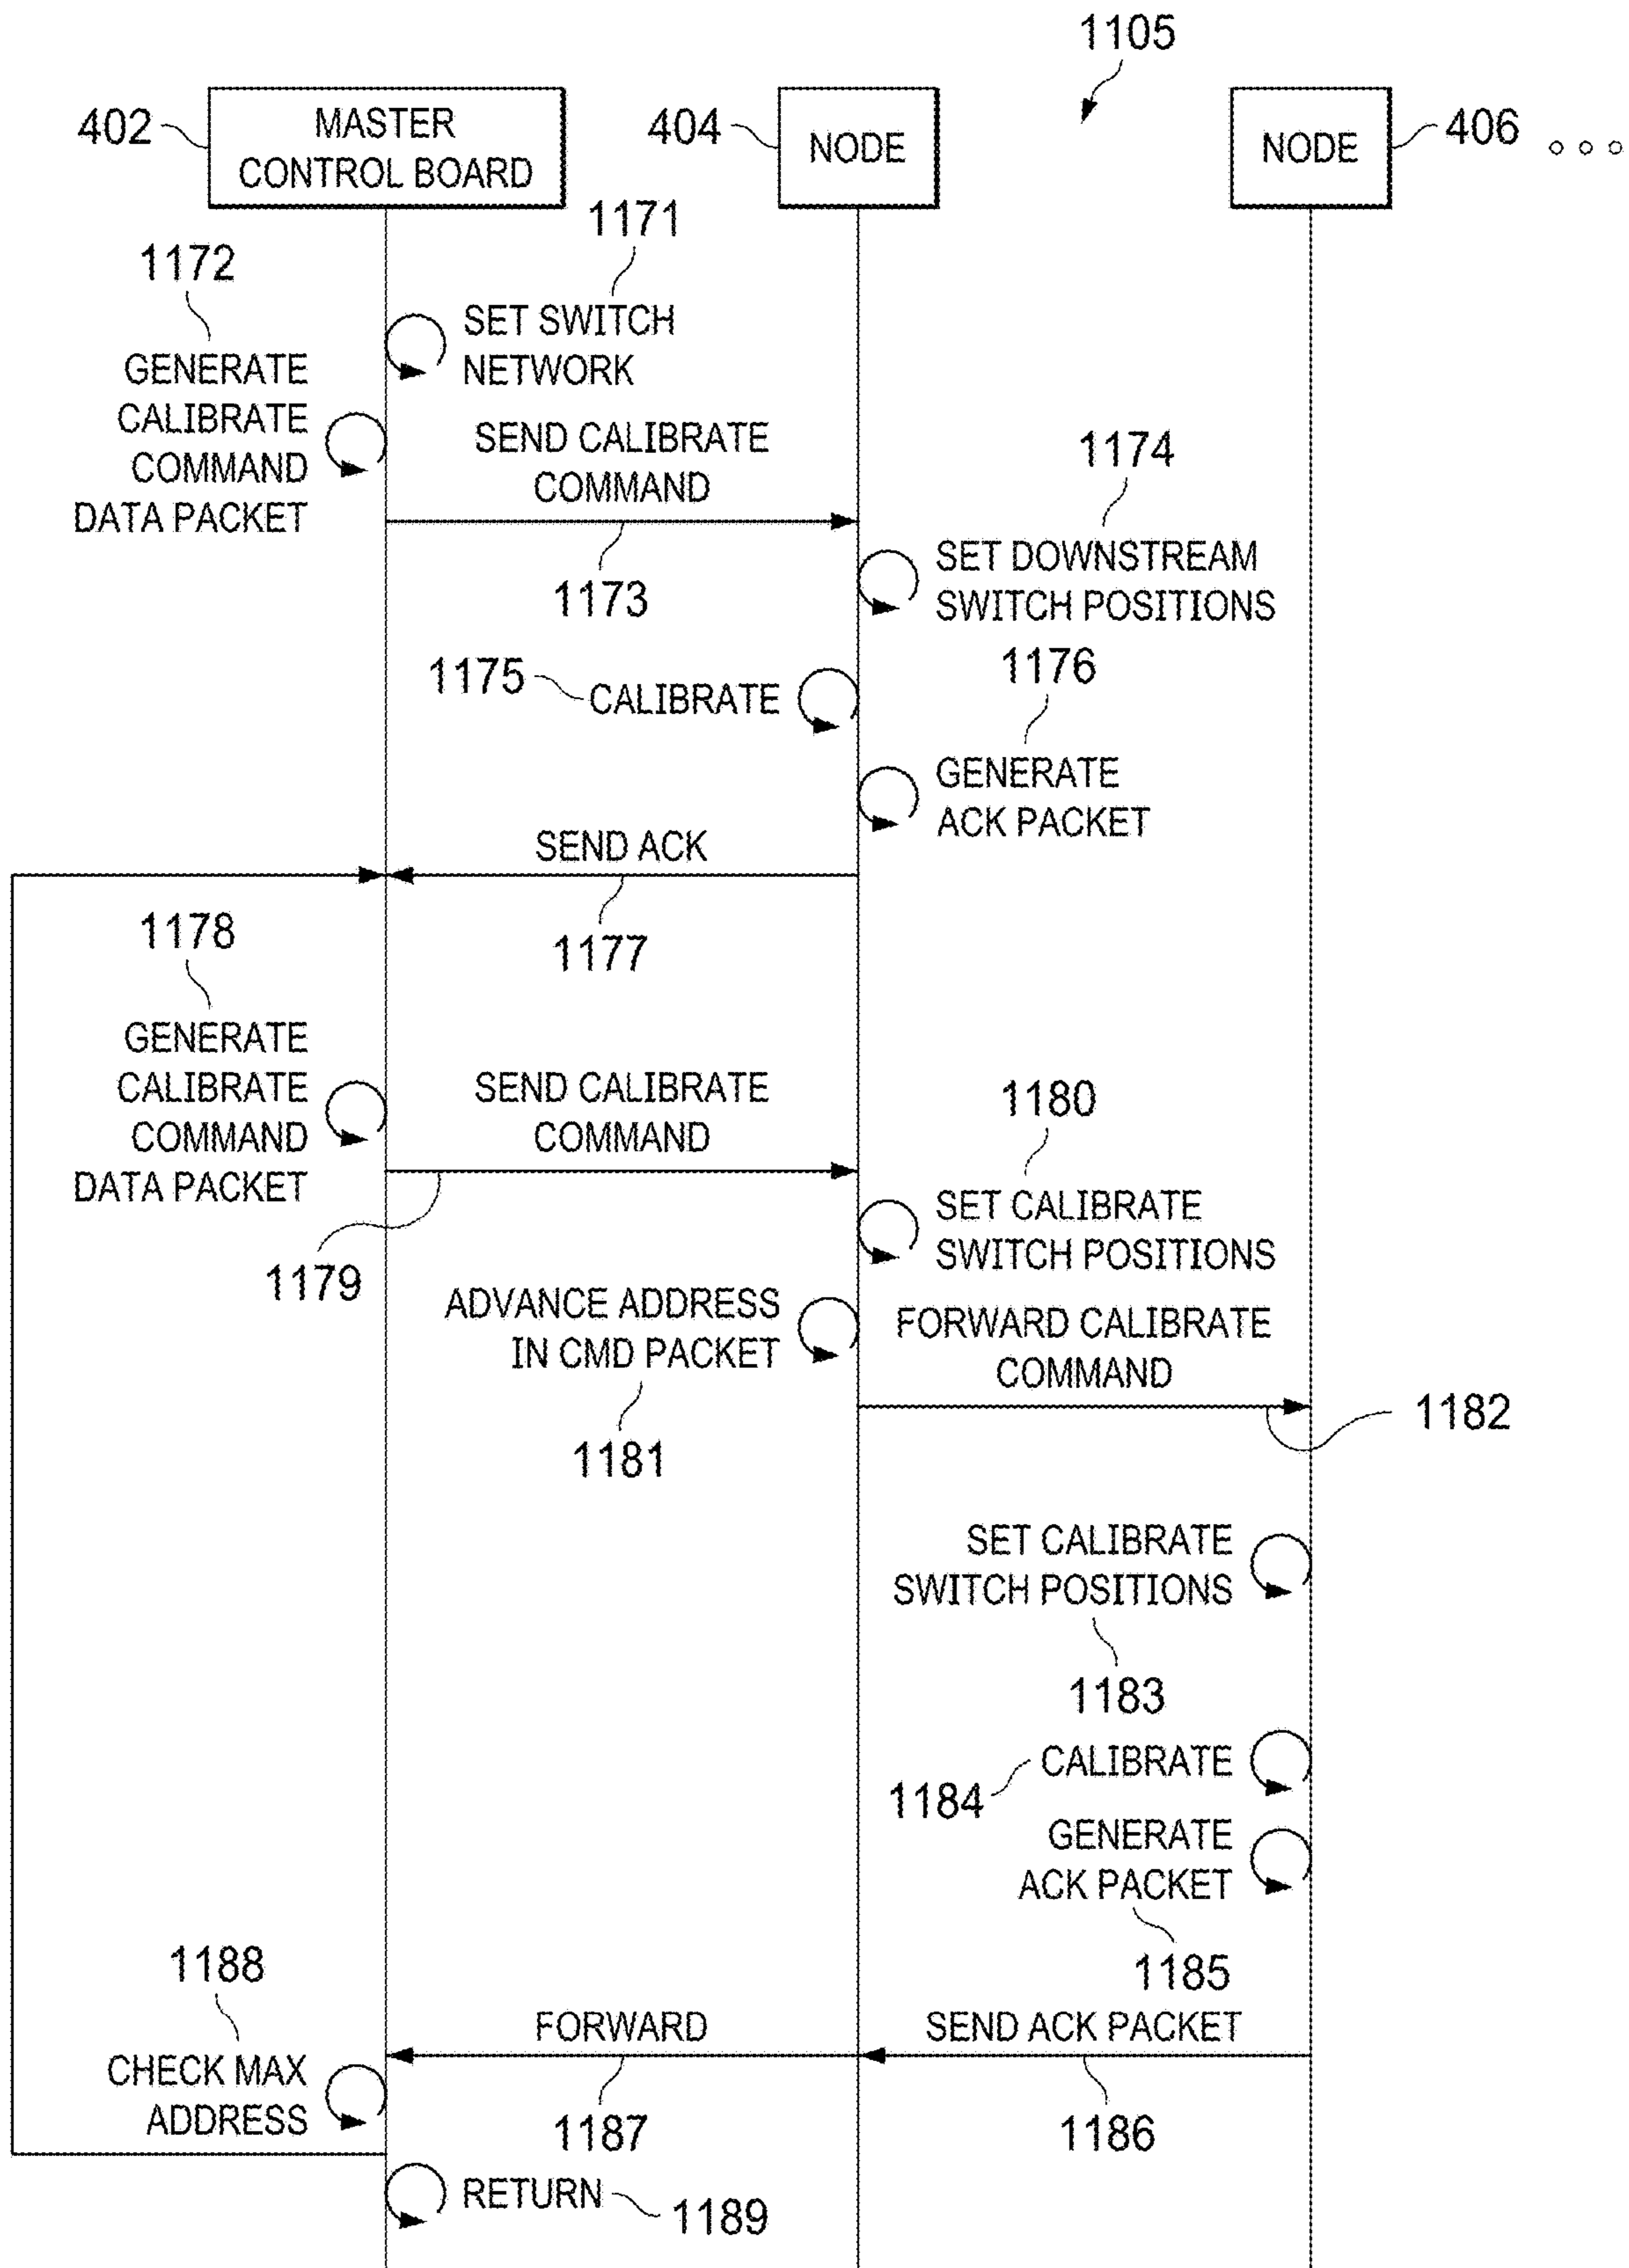 1105
402
MASTER
CONTROL BOARD
404
NODE
NODE
406
1171
1172
SET SWITCH
NETWORK
GENERATE
CALIBRATE
COMMAND
DATA PACKET
SEND CALIBRATE
COMMAND
1173
1174
SET DOWNSTREAM
SWITCH POSITIONS
1175
CALIBRATE
1176
GENERATE
ACK PACKET
SEND ACK
1177
1178
GENERATE
CALIBRATE
COMMAND
DATA PACKET
SEND CALIBRATE
COMMAND
1179
1180
SET CALIBRATE
SWITCH POSITIONS
ADVANCE ADDRESS
IN CMD PACKET
1181
FORWARD CALIBRATE
COMMAND
1182
SET CALIBRATE
SWITCH POSITIONS
1183
CALIBRATE
1184
GENERATE
ACK PACKET
1185
SEND ACK PACKET
1186
FORWARD
1187
1188
CHECK MAX
ADDRESS
RETURN
1189